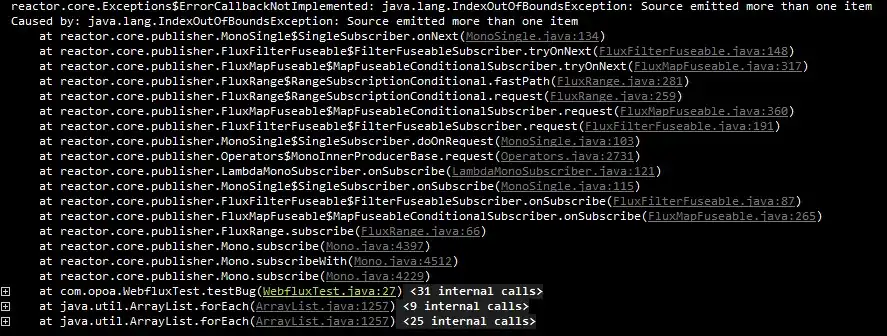 reactor.core.Exceptions$ErrorCallbackNotImplemented: java.lang.IndexOutOfBoundsException: Source emitted more than one item
Caused by: java.lang.IndexOutOfBoundsException: Source emitted more than one item
at reactor.core.publisher.MonoSingle$SingleSubscriber.onNext(MonoSingle.java:134)
at reactor.core.publisher.FluxFilterFuseable$FilterFuseableSubscriber.tryOnNext(FluxFilterFuseable.java:148)
at reactor.core.publisher.FluxMapFuseable$MapFuseableConditionalSubscriber.tryOnNext(FluxMapFuseable.java:317)
at reactor.core.publisher.FluxRange$RangeSubscriptionConditional.fastPath(FluxRange.java:281)
at reactor.core.publisher.FluxRange$RangeSubscriptionConditional.request(FluxRange.java:259)
at reactor.core.publisher.FluxMapFuseable$MapFuseableConditionalSubscriber.request(FluxMapFuseable.java:360)
at reactor.core.publisher.FluxFilterFuseable$FilterFuseableSubscriber.request(FluxFilterFuseable.java:191)
at reactor.core.publisher.MonoSingle$SingleSubscriber.doOnRequest(MonoSingle.java:103)
at reactor.core.publisher.Operators$MonoInnerProducerBase.request(Operators.java:2731)
at reactor.core.publisher.LambdaMonoSubscriber.onSubscribe(LambdaMonoSubscriber.java:121)
at reactor.core.publisher.MonoSingle$SingleSubscriber.onSubscribe(MonoSingle.java:115)
at reactor.core.publisher.FluxFilterFuseable$FilterFuseableSubscriber.onSubscribe(FluxFilterFuseable.java:87)
at reactor.core.publisher.FluxMapFuseable$MapFuseableConditionalSubscriber.onSubscribe(FluxMapFuseable.java:265)
at reactor.core.publisher.FluxRange.subscribe(FluxRange.java:66)
at reactor.core.publisher.Mono.subscribe(Mono.java:4397)
at reactor.core.publisher.Mono.subscribeWith(Mono.java:4512)
at reactor.core.publisher.Mono.subscribe(Mono.java:4229)
at com.opoa.WebfluxTest.testBug(WebfluxTest.java:27) <31 internal calls>
at java.util.ArrayList.forEach(ArrayList.java:1257) <9 internal calls>
at java.util.ArrayList.forEach(ArrayList.java:1257) <25 internal calls>